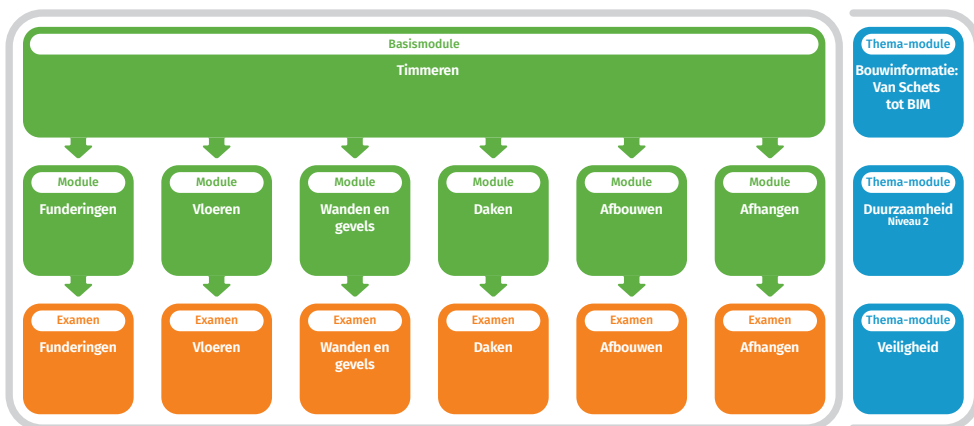 Basismodule
Timmeren
Thema-module
Bouwinformatie:
Van Schets
tot BIM
Module
Funderingen
Module
Vloeren
Module
Wanden en
gevels
Module
Daken
Module
Afbouwen
Module
Afhangen
Thema-module
Duurzaamheid
Niveau 2
Examen
Funderingen
Examen
Vloeren
Examen
Wanden en
gevels
Examen
Daken
Examen
Afbouwen
Examen
Afhangen
Thema-module
Veiligheid